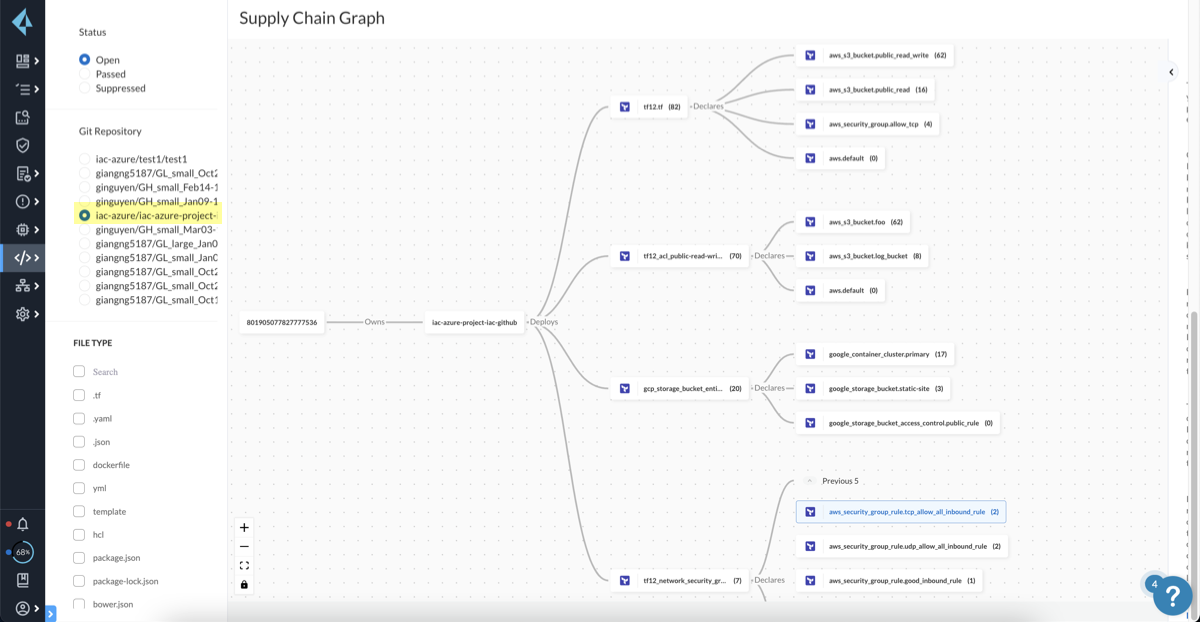 Supply Chain Graph
Status
Open
Passed
Suppressed
Git Repository
iac-azure/test1/test1
giangng5187/GL_small_Oct2
ginguyen/GH_small_Feb14-1
ginguyen/GH_small_Jan09-1
iac-azure/iac-azure-project-
ginguyen/GH_small_Mar03-
giangng5187/GL_large_Jan0
giangng5187/GL_small_Jan0
giangng5187/GL_small_Oct2
giangng5187/GL_small_Oct2
giangng5187/GL_small_Oct1
FILE TYPE
Search
.tf
.yaml
.json
dockerfile
yml
template
hcl
package.json
package-lock.json
bower.json
68%
801905077827777536
Owns
iac-azure-project-iac-github
Deploys
tf12.tf (82)
Declares
aws_s3_bucket.public_read_write (62)
aws_s3_bucket.public_read (16)
aws_security_group.allow_tcp (4)
aws.default (0)
tf12_acl_public-read-wri... (70)
Declares
aws_s3_bucket.foo (62)
aws_s3_bucket.log_bucket (8)
aws.default (0)
gcp_storage_bucket_enti... (20)
Declares
google_container_cluster.primary (17)
google_storage_bucket.static-site (3)
google_storage_bucket_access_control.public_rule (0)
tf12_network_security_gr... (7)
Declares
Previous 5
aws_security_group_rule.tcp_allow_all_inbound_rule (2)
aws_security_group_rule.udp_allow_all_inbound_rule (2)
aws_security_group_rule.good_inbound_rule (1)
4
?